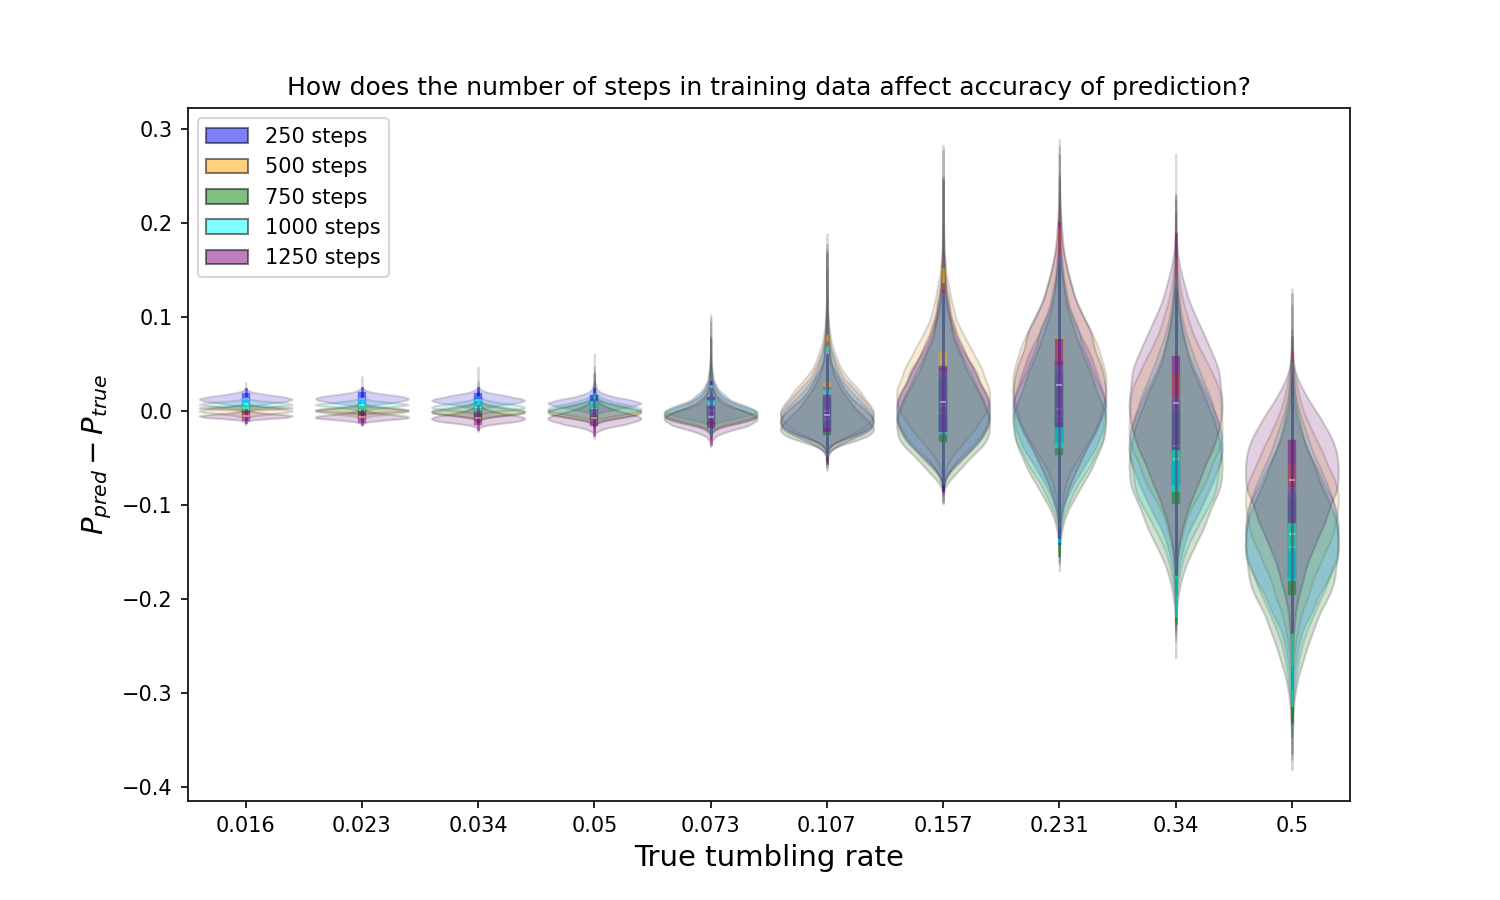 How does the number of steps in training data affect accuracy of prediction?
250 steps
500 steps
750 steps
1000 steps
1250 steps
0.3
0.2
0.1
0.0
−0.1
−0.2
−0.3
−0.4
P_pred − P_true
0.016 0.023 0.034 0.05 0.073 0.107 0.157 0.231 0.34 0.5
True tumbling rate